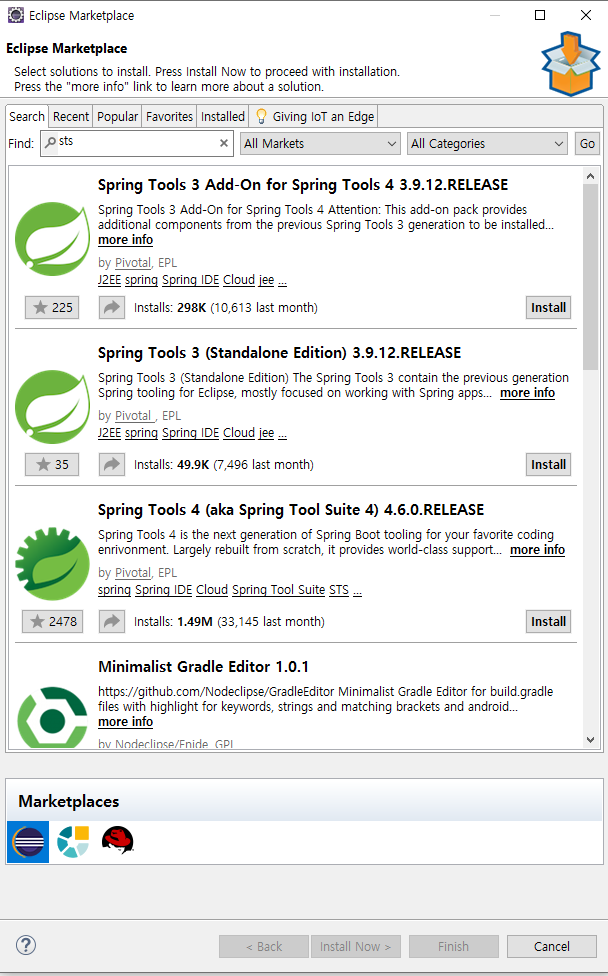 Eclipse Marketplace
Eclipse Marketplace
Select solutions to install. Press Install Now to proceed with installation.
Press the "more info" link to learn more about a solution.
Search Recent Popular Favorites Installed Giving IoT an Edge
Find: sts All Markets All Categories Go
Spring Tools 3 Add-On for Spring Tools 4 3.9.12.RELEASE
Spring Tools 3 Add-On for Spring Tools 4 Attention: This add-on pack provides
additional components from the previous Spring Tools 3 generation to be installed...
more info
by Pivotal, EPL
J2EE spring Spring IDE Cloud jee ...
225 Installs: 298K (10,613 last month) Install
Spring Tools 3 (Standalone Edition) 3.9.12.RELEASE
Spring Tools 3 (Standalone Edition) The Spring Tools 3 contain the previous generation
Spring tooling for Eclipse, mostly focused on working with Spring apps... more info
by Pivotal , EPL
J2EE spring Spring IDE Cloud jee ...
35 Installs: 49.9K (7,496 last month) Install
Spring Tools 4 (aka Spring Tool Suite 4) 4.6.0.RELEASE
Spring Tools 4 is the next generation of Spring Boot tooling for your favorite coding
enrivonment. Largely rebuilt from scratch, it provides world-class support... more info
by Pivotal, EPL
spring Spring IDE Cloud Spring Tool Suite STS ...
2478 Installs: 1.49M (33,145 last month) Install
Minimalist Gradle Editor 1.0.1
https://github.com/Nodeclipse/GradleEditor Minimalist Gradle Editor for build.gradle
files with highlight for keywords, strings and matching brackets and android...
more info
by Nodeclipse/Enide, GPL
Marketplaces
? < Back Install Now > Finish Cancel